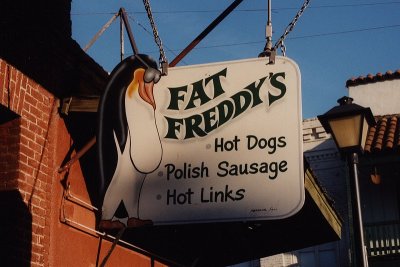 FAT
FREDDY'S
• Hot Dogs
• Polish Sausage
• Hot Links